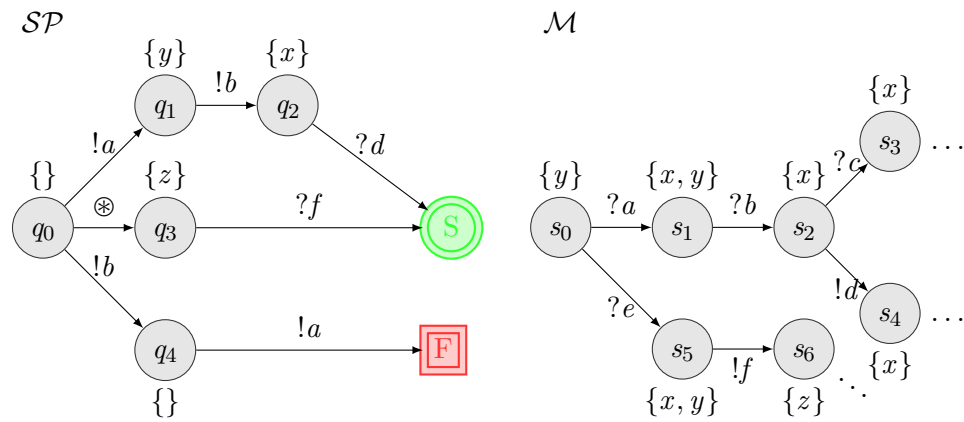 SP
M
{y}
{x}
!b
q1
q2
{x}
!a
?d
s3
...
{}
{z}
{y}
{x, y}
{x}
?c
⊛
?f
?a
?b
q0
q3
S
s0
s1
s2
!b
!d
?e
s4
...
!a
q4
F
s5
!f
s6
{x}
{}
{x, y}
{z}
...